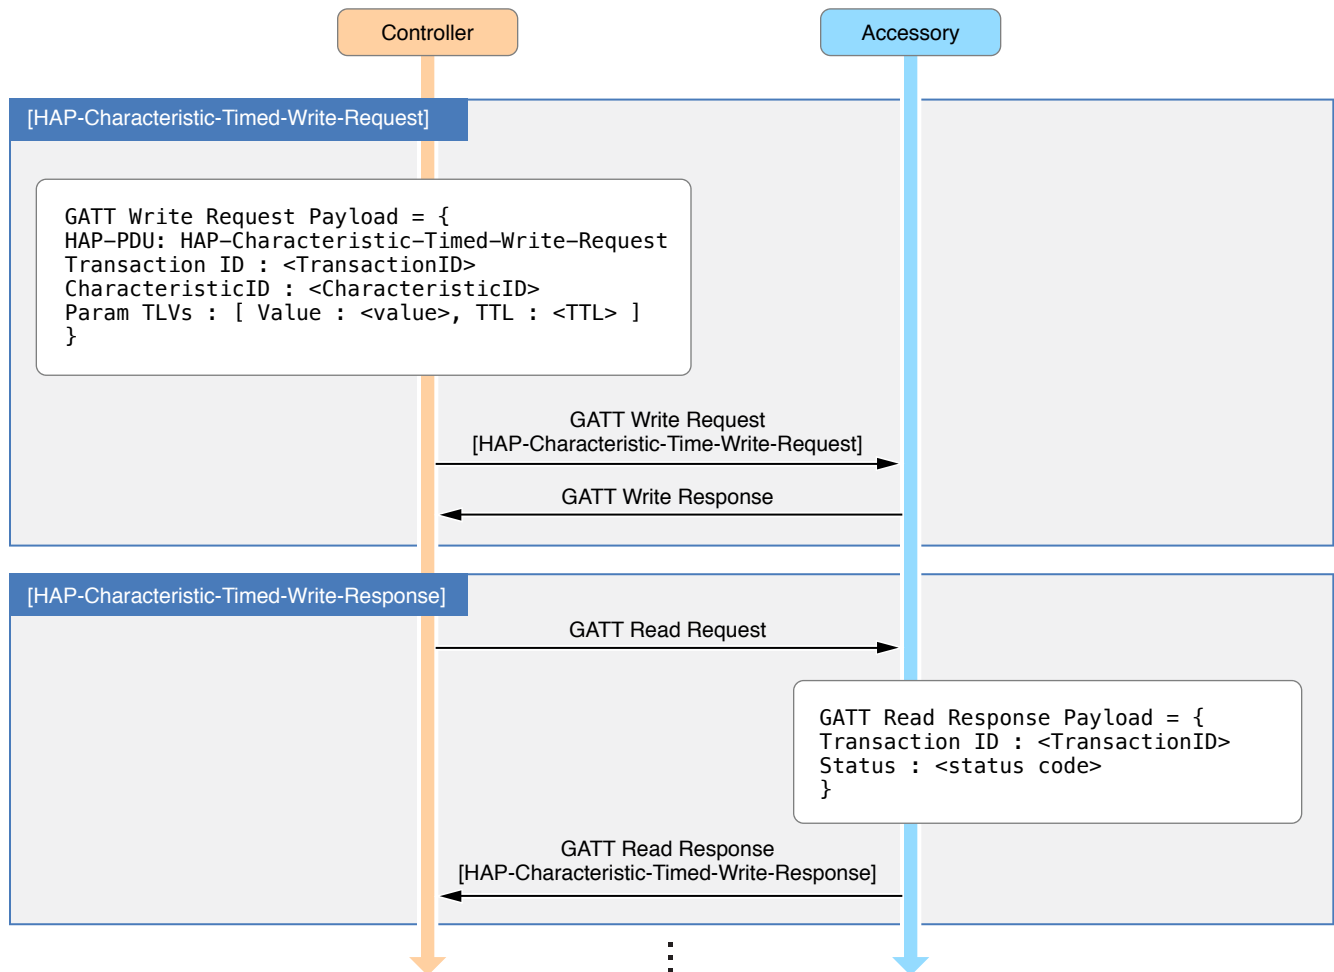 Controller
Accessory
[HAP-Characteristic-Timed-Write-Request]
GATT Write Request Payload = {
HAP-PDU: HAP-Characteristic-Timed-Write-Request
Transaction ID : <TransactionID>
CharacteristicID : <CharacteristicID>
Param TLVs : [ Value : <value>, TTL : <TTL> ]
}
GATT Write Request
[HAP-Characteristic-Time-Write-Request]
GATT Write Response
[HAP-Characteristic-Timed-Write-Response]
GATT Read Request
GATT Read Response Payload = {
Transaction ID : <TransactionID>
Status : <status code>
}
GATT Read Response
[HAP-Characteristic-Timed-Write-Response]